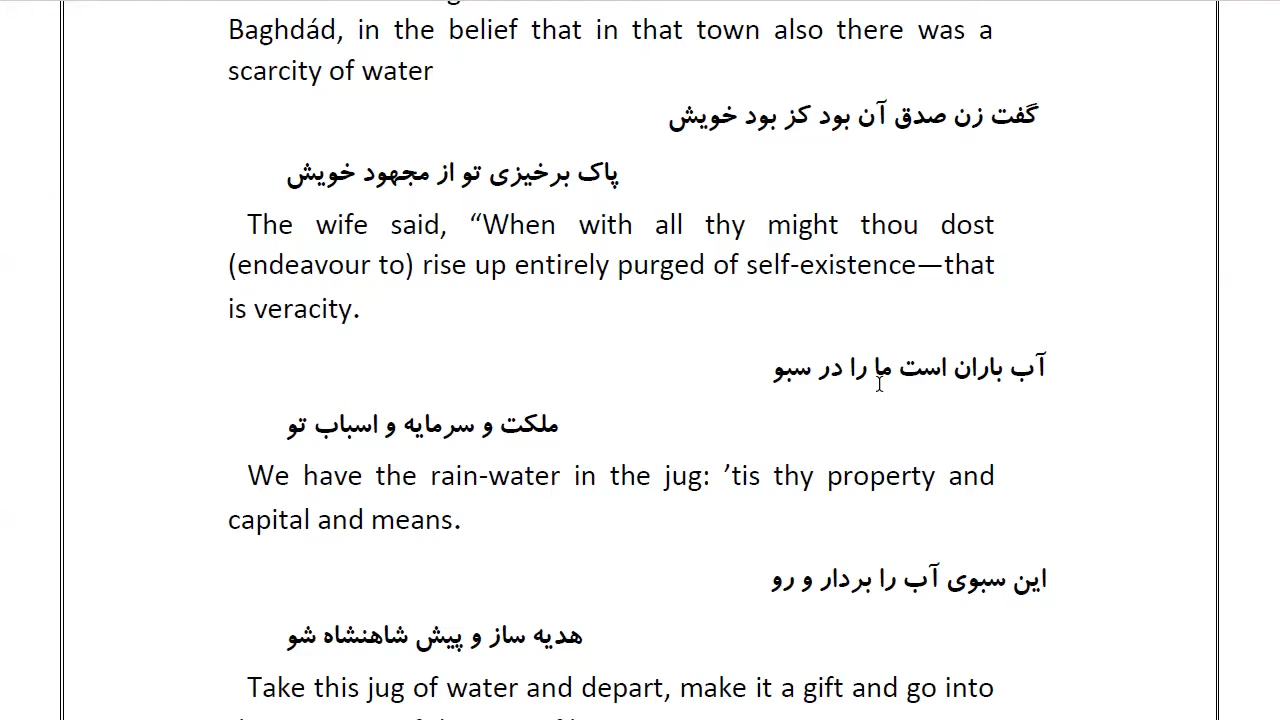 Baghdád, in the belief that in that town also there was a
scarcity of water
گفت زن صدق آن بود کز بود خویش
پاک برخیزی تو از مجهود خویش
The wife said, “When with all thy might thou dost
(endeavour to) rise up entirely purged of self-existence—that
is veracity.
آب باران است ما را در سبو
ملکت و سرمایه و اسباب تو
We have the rain-water in the jug: ’tis thy property and
capital and means.
این سبوی آب را بردار و رو
هدیه ساز و پیش شاهنشاه شو
Take this jug of water and depart, make it a gift and go into